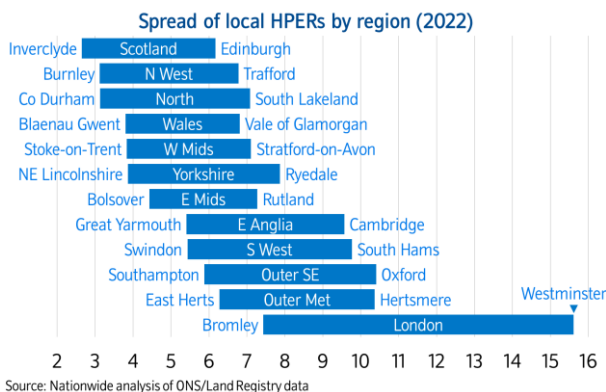 Spread of local HPERs by region (2022)
Inverclyde Scotland Edinburgh
Burnley N West Trafford
Co Durham North South Lakeland
Blaenau Gwent Wales Vale of Glamorgan
Stoke-on-Trent W Mids Stratford-on-Avon
NE Lincolnshire Yorkshire Ryedale
Bolsover E Mids Rutland
Great Yarmouth E Anglia Cambridge
Swindon S West South Hams
Southampton Outer SE Oxford
East Herts Outer Met Hertsmere
Westminster
Bromley London
2 3 4 5 6 7 8 9 10 11 12 13 14 15 16
Source: Nationwide analysis of ONS/Land Registry data